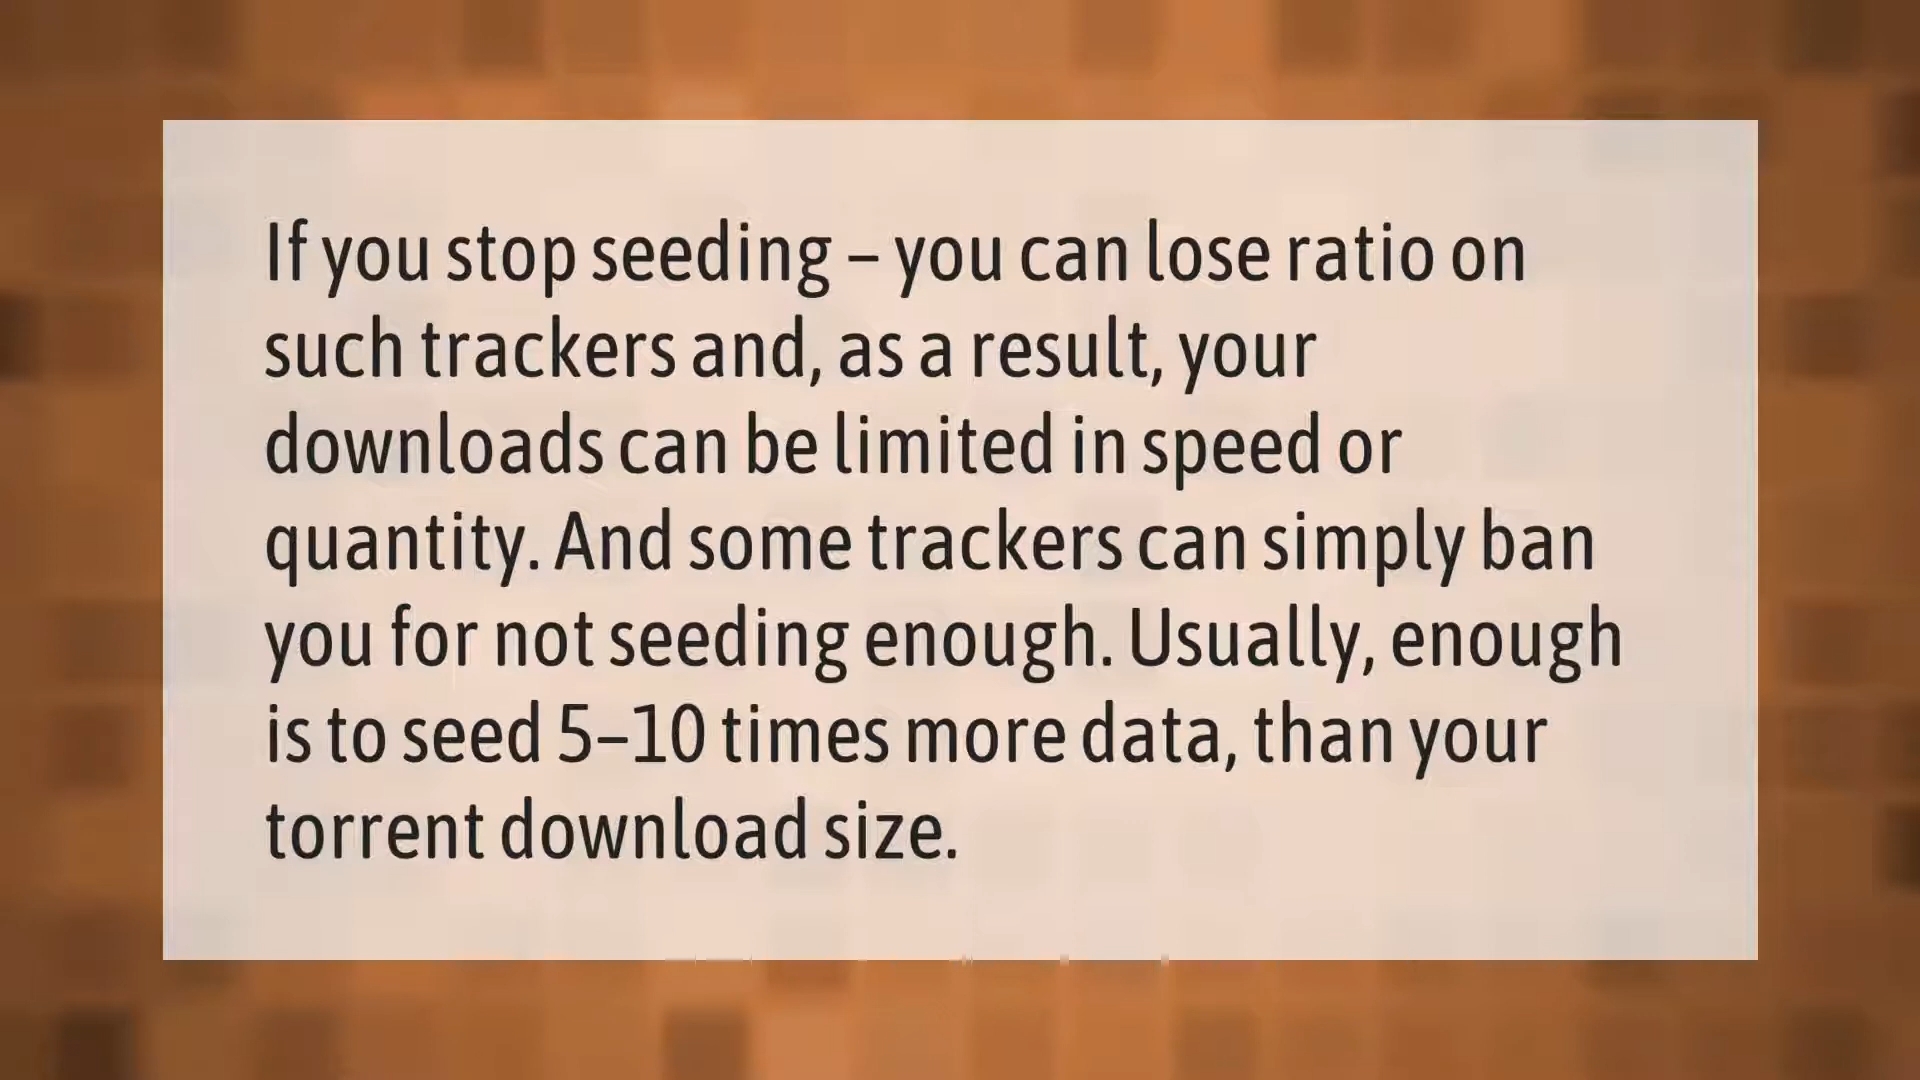 If you stop seeding – you can lose ratio on
such trackers and, as a result, your
downloads can be limited in speed or
quantity. And some trackers can simply ban
you for not seeding enough. Usually, enough
is to seed 5–10 times more data, than your
torrent download size.